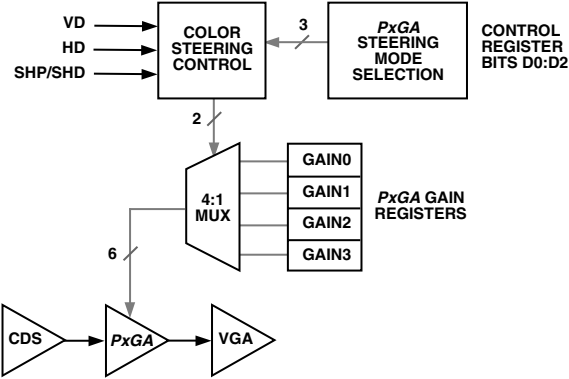 VD
HD
SHP/SHD
COLOR
STEERING
CONTROL
3
PxGA
STEERING
MODE
SELECTION
CONTROL
REGISTER
BITS D0:D2
2
4:1
MUX
GAIN0
GAIN1
GAIN2
GAIN3
PxGA GAIN
REGISTERS
6
CDS
PxGA
VGA